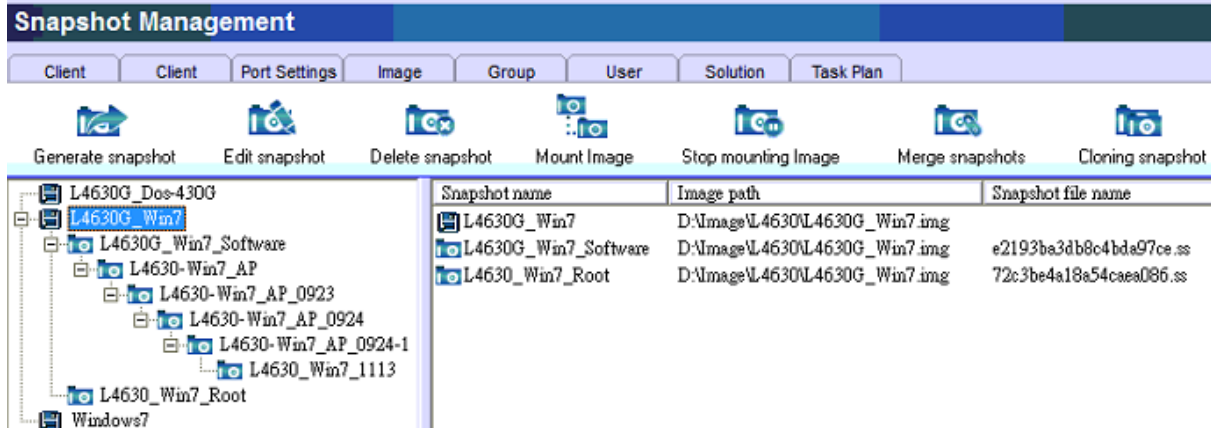 Snapshot Management
Client Client Port Settings Image Group User Solution Task Plan
Generate snapshot Edit snapshot Delete snapshot Mount Image Stop mounting Image Merge snapshots Cloning snapshot
L4630G_Dos-430G
L4630G_Win7
L4630G_Win7_Software
L4630-Win7_AP
L4630-Win7_AP_0923
L4630-Win7_AP_0924
L4630-Win7_AP_0924-1
L4630_Win7_1113
L4630_Win7_Root
Windows7
Snapshot name Image path Snapshot file name
L4630G_Win7 D:\Image\L4630\L4630G_Win7.img
L4630G_Win7_Software D:\Image\L4630\L4630G_Win7.img e2193ba3db8c4bda97ce.ss
L4630_Win7_Root D:\Image\L4630\L4630G_Win7.img 72c3be4a18a54caea086.ss